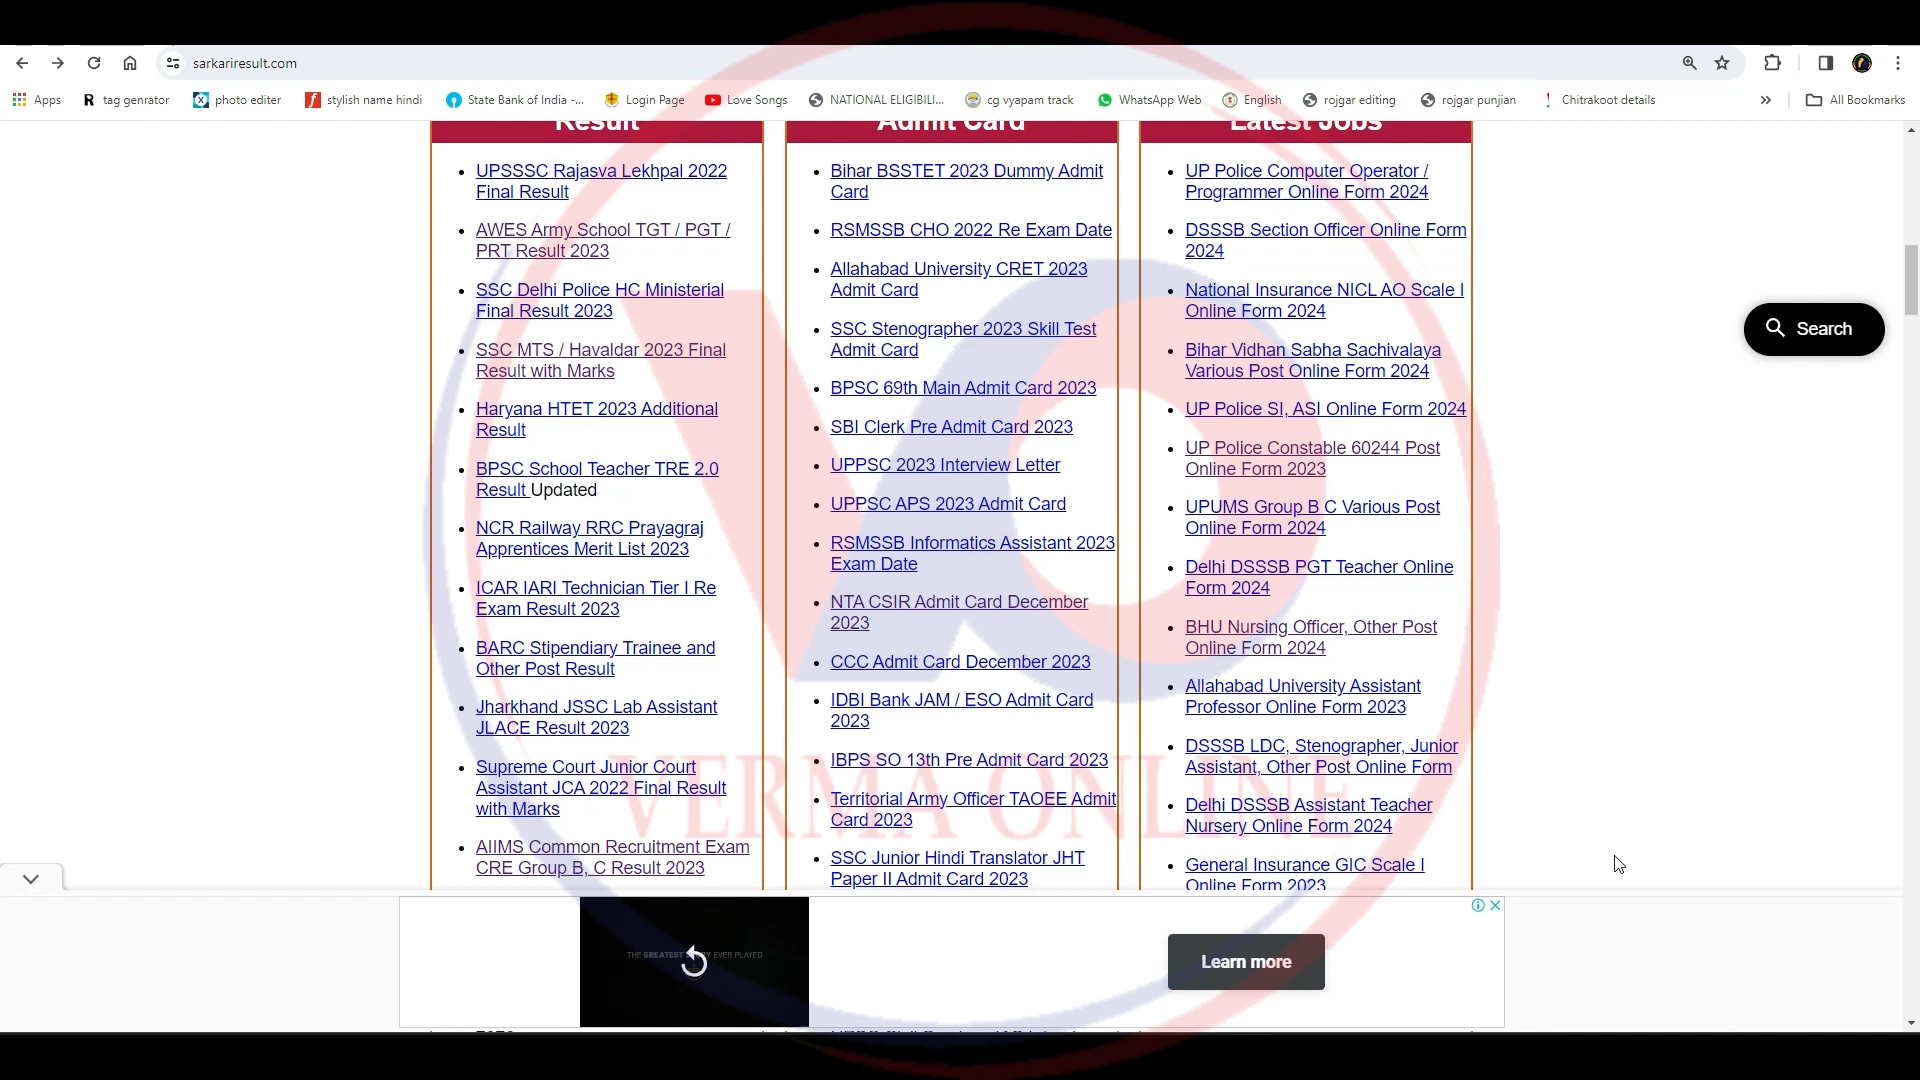 sarkariresult.com
Apps
tag genrator
photo editer
stylish name hindi
State Bank of India -...
Login Page
Love Songs
NATIONAL ELIGIBILI...
cg vyapam track
WhatsApp Web
English
rojgar editing
rojgar punjian
Chitrakoot details
»
All Bookmarks
Result
UPSSSC Rajasva Lekhpal 2022
Final Result
AWES Army School TGT / PGT /
PRT Result 2023
SSC Delhi Police HC Ministerial
Final Result 2023
SSC MTS / Havaldar 2023 Final
Result with Marks
Haryana HTET 2023 Additional
Result
BPSC School Teacher TRE 2.0
Result Updated
NCR Railway RRC Prayagraj
Apprentices Merit List 2023
ICAR IARI Technician Tier I Re
Exam Result 2023
BARC Stipendiary Trainee and
Other Post Result
Jharkhand JSSC Lab Assistant
JLACE Result 2023
Supreme Court Junior Court
Assistant JCA 2022 Final Result
with Marks
AIIMS Common Recruitment Exam
CRE Group B, C Result 2023
Admit Card
Bihar BSSTET 2023 Dummy Admit
Card
RSMSSB CHO 2022 Re Exam Date
Allahabad University CRET 2023
Admit Card
SSC Stenographer 2023 Skill Test
Admit Card
BPSC 69th Main Admit Card 2023
SBI Clerk Pre Admit Card 2023
UPPSC 2023 Interview Letter
UPPSC APS 2023 Admit Card
RSMSSB Informatics Assistant 2023
Exam Date
NTA CSIR Admit Card December
2023
CCC Admit Card December 2023
IDBI Bank JAM / ESO Admit Card
2023
IBPS SO 13th Pre Admit Card 2023
Territorial Army Officer TAOEE Admit
Card 2023
SSC Junior Hindi Translator JHT
Paper II Admit Card 2023
Latest Jobs
UP Police Computer Operator /
Programmer Online Form 2024
DSSSB Section Officer Online Form
2024
National Insurance NICL AO Scale I
Online Form 2024
Bihar Vidhan Sabha Sachivalaya
Various Post Online Form 2024
UP Police SI, ASI Online Form 2024
UP Police Constable 60244 Post
Online Form 2023
UPUMS Group B C Various Post
Online Form 2024
Delhi DSSSB PGT Teacher Online
Form 2024
BHU Nursing Officer, Other Post
Online Form 2024
Allahabad University Assistant
Professor Online Form 2023
DSSSB LDC, Stenographer, Junior
Assistant, Other Post Online Form
Delhi DSSSB Assistant Teacher
Nursery Online Form 2024
General Insurance GIC Scale I
Online Form 2023
Search
VERMA ONLINE
THE GREATEST STORY EVER PLAYED
Learn more